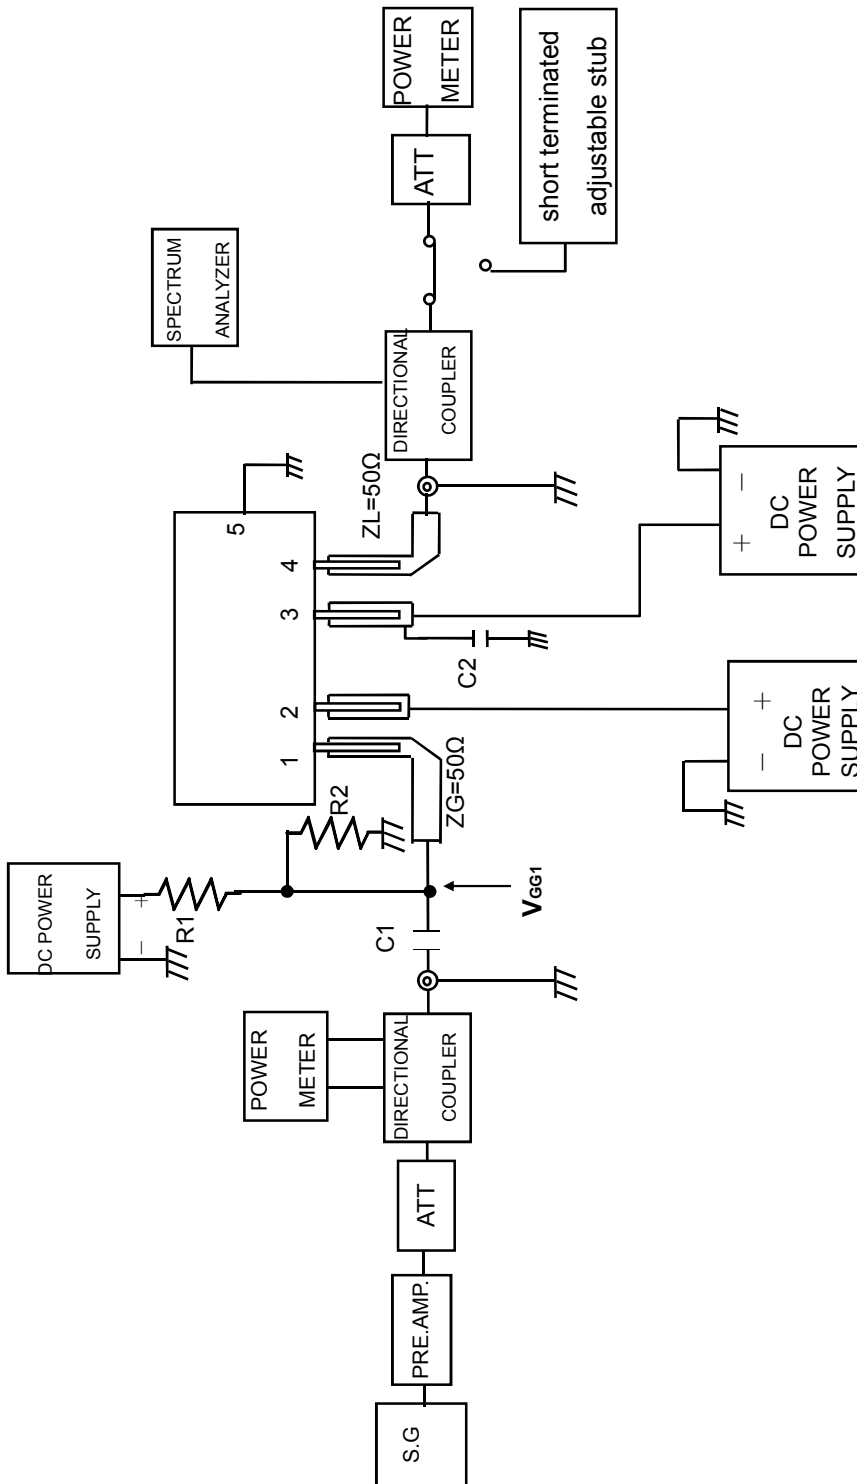 DC POWER
SUPPLY
+
−
R1
R2
S.G
PRE.AMP.
ATT
POWER
METER
DIRECTIONAL
COUPLER
C1
VGG1
ZG=50Ω
1
2
3
4
5
C2
ZL=50Ω
DIRECTIONAL
COUPLER
SPECTRUM
ANALYZER
ATT
POWER
METER
short terminated
adjustable stub
−
+
DC
POWER
SUPPLY
+
−
DC
POWER
SUPPLY